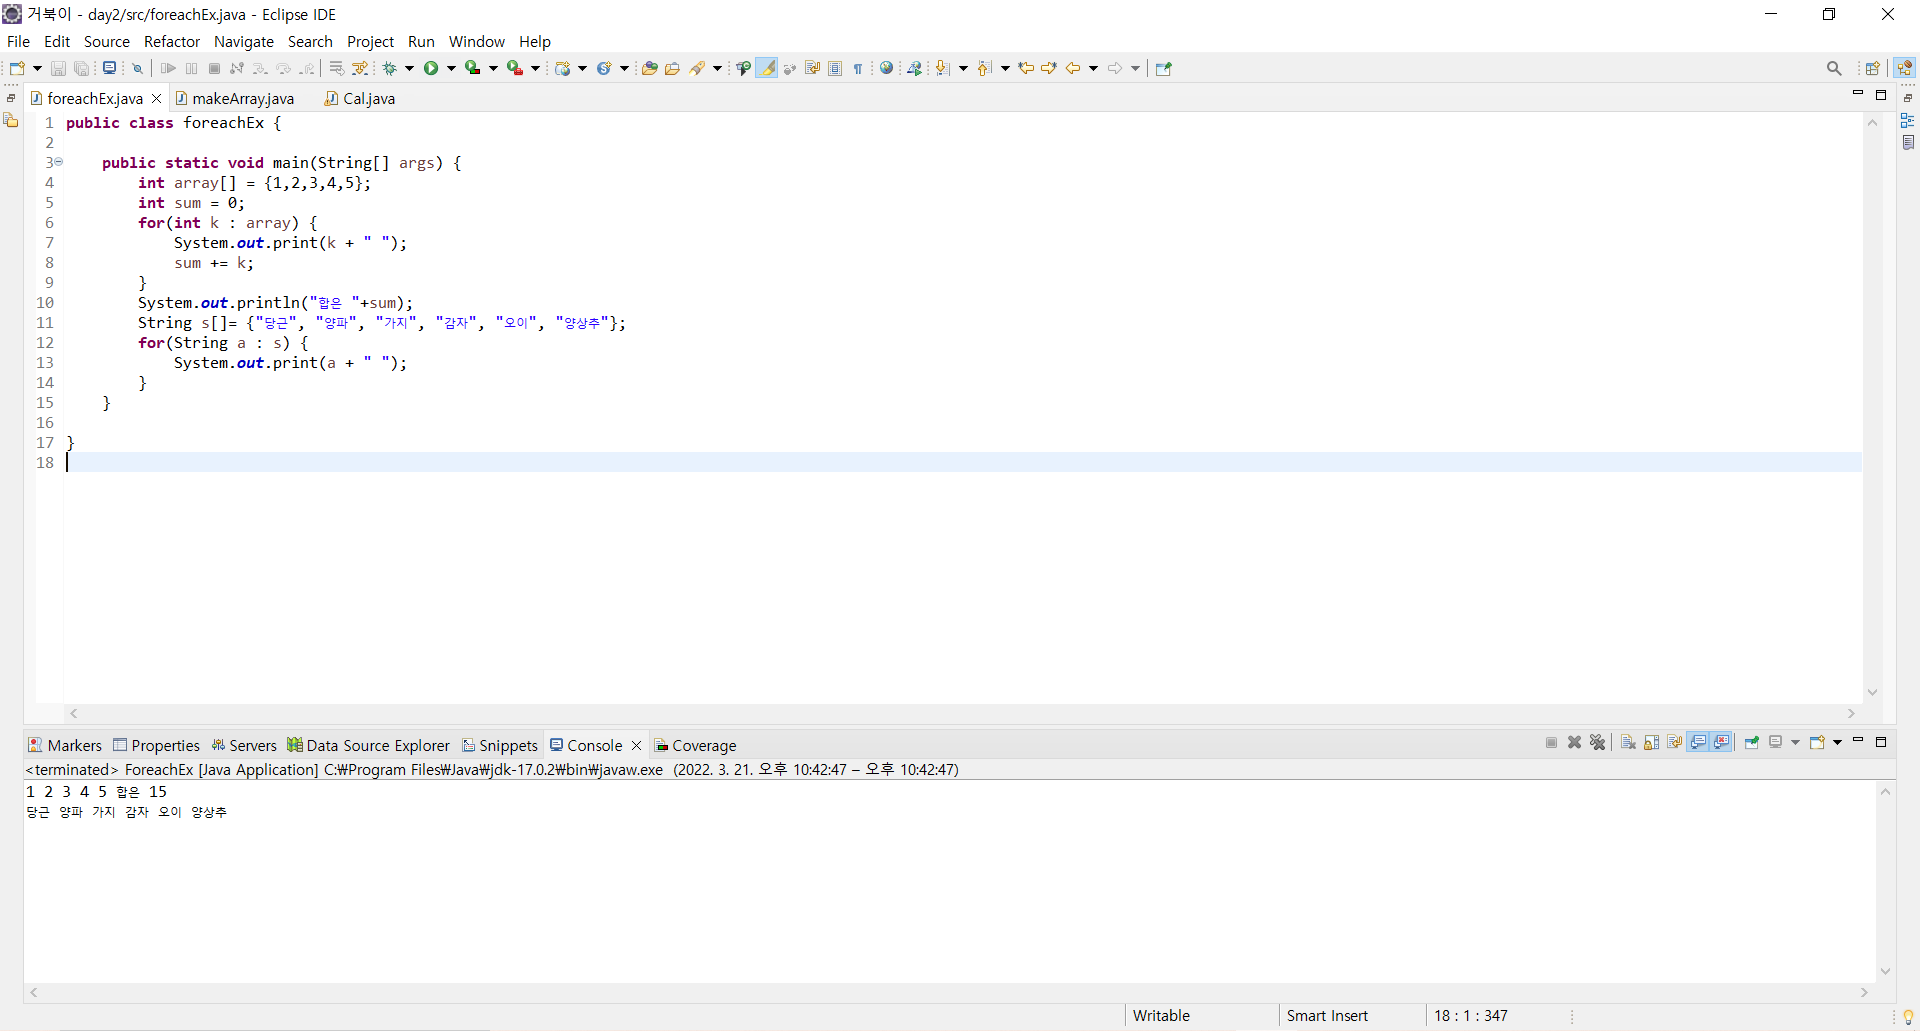 거북이 - day2/src/foreachEx.java - Eclipse IDE
File Edit Source Refactor Navigate Search Project Run Window Help
foreachEx.java makeArray.java Cal.java
1 public class foreachEx {
2
3     public static void main(String[] args) {
4         int array[] = {1,2,3,4,5};
5         int sum = 0;
6         for(int k : array) {
7             System.out.print(k + " ");
8             sum += k;
9         }
10         System.out.println("합은 "+sum);
11         String s[]= {"당근", "양파", "가지", "감자", "오이", "양상추"};
12         for(String a : s) {
13             System.out.print(a + " ");
14         }
15     }
16
17 }
18
Markers Properties Servers Data Source Explorer Snippets Console Coverage
<terminated> ForeachEx [Java Application] C:₩Program Files₩Java₩jdk-17.0.2₩bin₩javaw.exe (2022. 3. 21. 오후 10:42:47 – 오후 10:42:47)
1 2 3 4 5 합은 15
당근 양파 가지 감자 오이 양상추
Writable Smart Insert 18 : 1 : 347